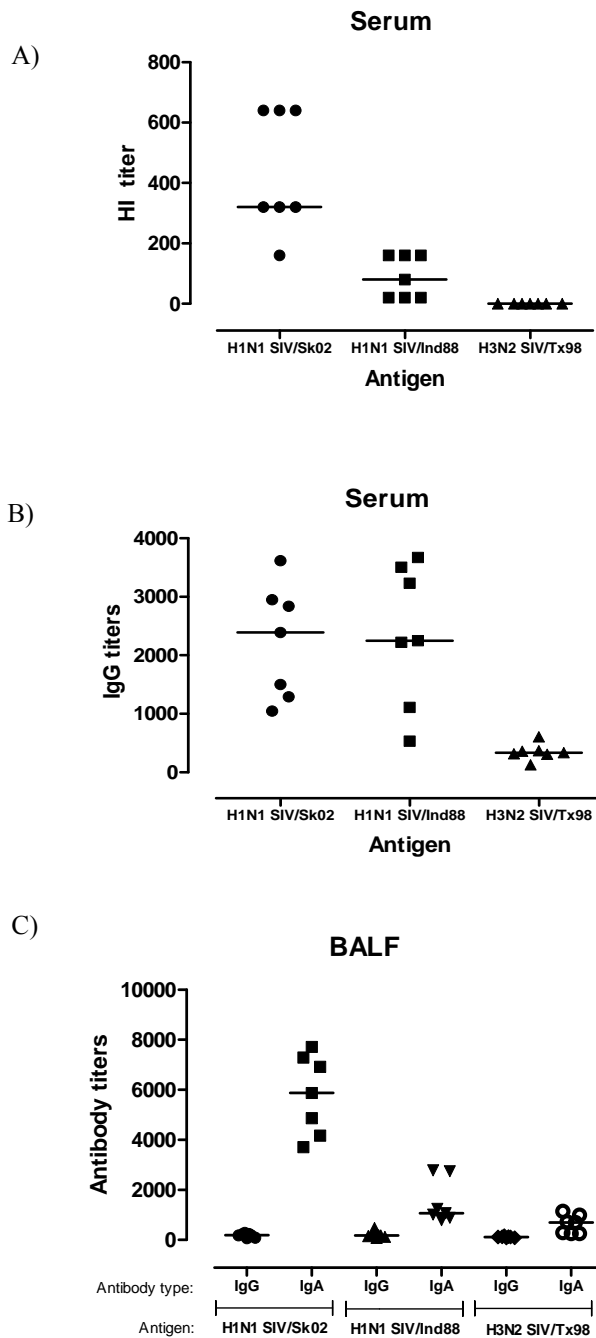 A)
Serum
800
600
400
200
0
HI titer
H1N1 SIV/Sk02 H1N1 SIV/Ind88 H3N2 SIV/Tx98
Antigen
B)
Serum
4000
3000
2000
1000
0
IgG titers
H1N1 SIV/Sk02 H1N1 SIV/Ind88 H3N2 SIV/Tx98
Antigen
C)
BALF
10000
8000
6000
4000
2000
0
Antibody titers
Antibody type: IgG IgA IgG IgA IgG IgA
Antigen: H1N1 SIV/Sk02 H1N1 SIV/Ind88 H3N2 SIV/Tx98